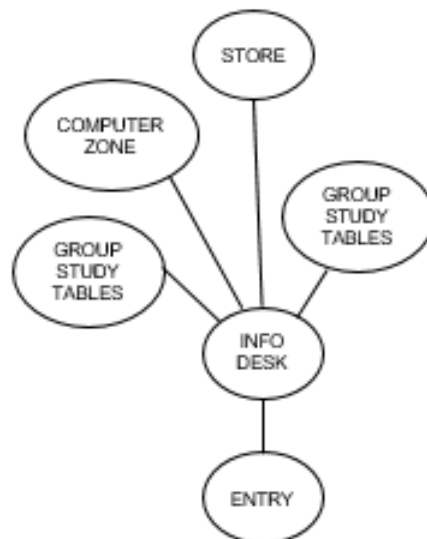 STORE
COMPUTER
ZONE
GROUP
STUDY
TABLES
GROUP
STUDY
TABLES
INFO
DESK
ENTRY